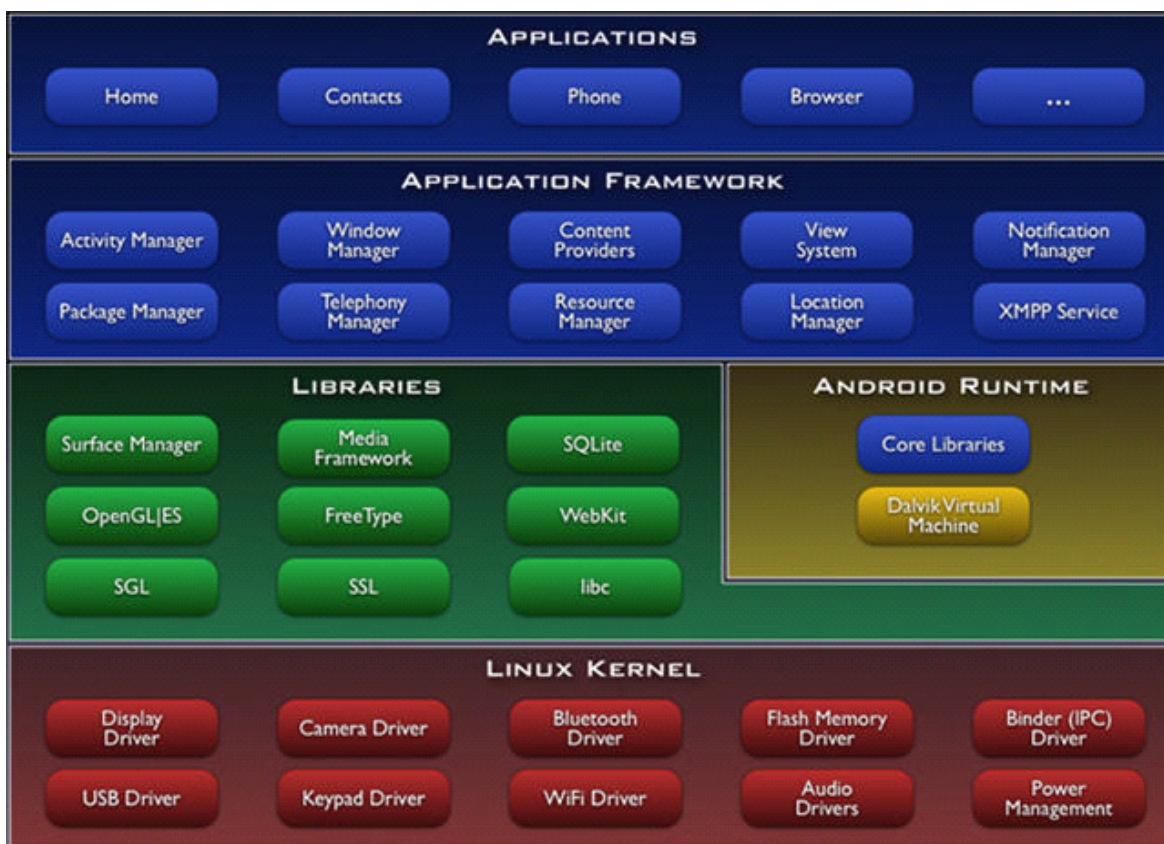 APPLICATIONS
Home
Contacts
Phone
Browser
...
APPLICATION FRAMEWORK
Activity Manager
Window
Manager
Content
Providers
View
System
Notification
Manager
Package Manager
Telephony
Manager
Resource
Manager
Location
Manager
XMPP Service
LIBRARIES
Surface Manager
Media
Framework
SQLite
OpenGL|ES
FreeType
WebKit
SGL
SSL
libc
ANDROID RUNTIME
Core Libraries
Dalvik Virtual
Machine
LINUX KERNEL
Display
Driver
Camera Driver
Bluetooth
Driver
Flash Memory
Driver
Binder (IPC)
Driver
USB Driver
Keypad Driver
WiFi Driver
Audio
Drivers
Power
Management